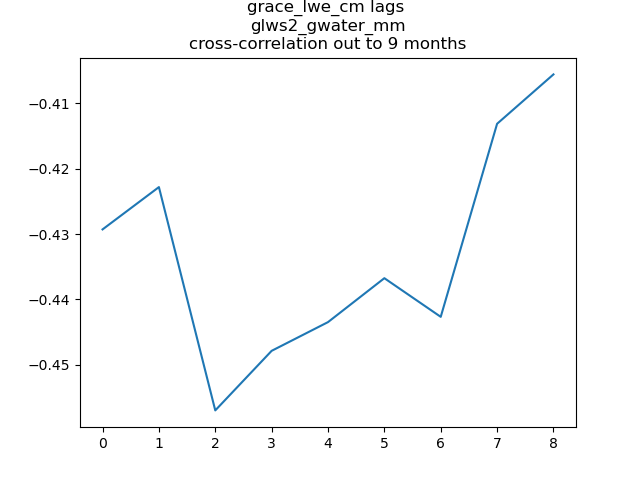 grace_lwe_cm lags
glws2_gwater_mm
cross-correlation out to 9 months
−0.41
−0.42
−0.43
−0.44
−0.45
0 1 2 3 4 5 6 7 8